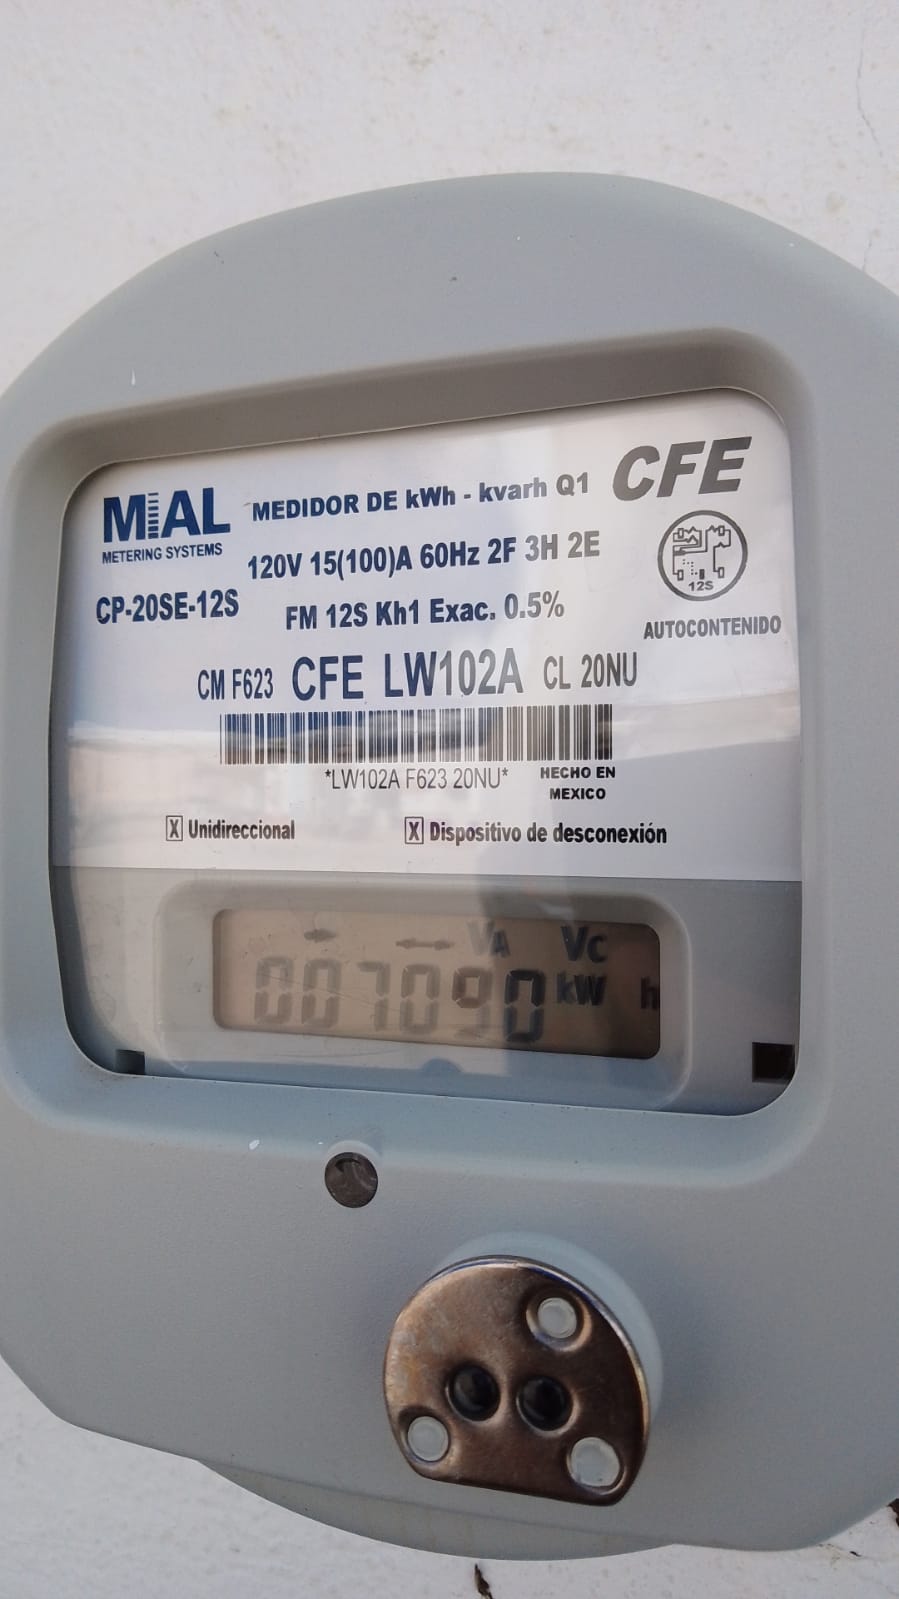 MIAL
METERING SYSTEMS
MEDIDOR DE kWh - kvarh Q1
CFE
120V 15(100)A 60Hz 2F 3H 2E
CP-20SE-12S
FM 12S Kh1 Exac. 0.5%
12S
AUTOCONTENIDO
CM F623 CFE LW102A CL 20NU
*LW102A F623 20NU*
HECHO EN
MEXICO
X Unidireccional
X Dispositivo de desconexión
VA VC
007090 kW h